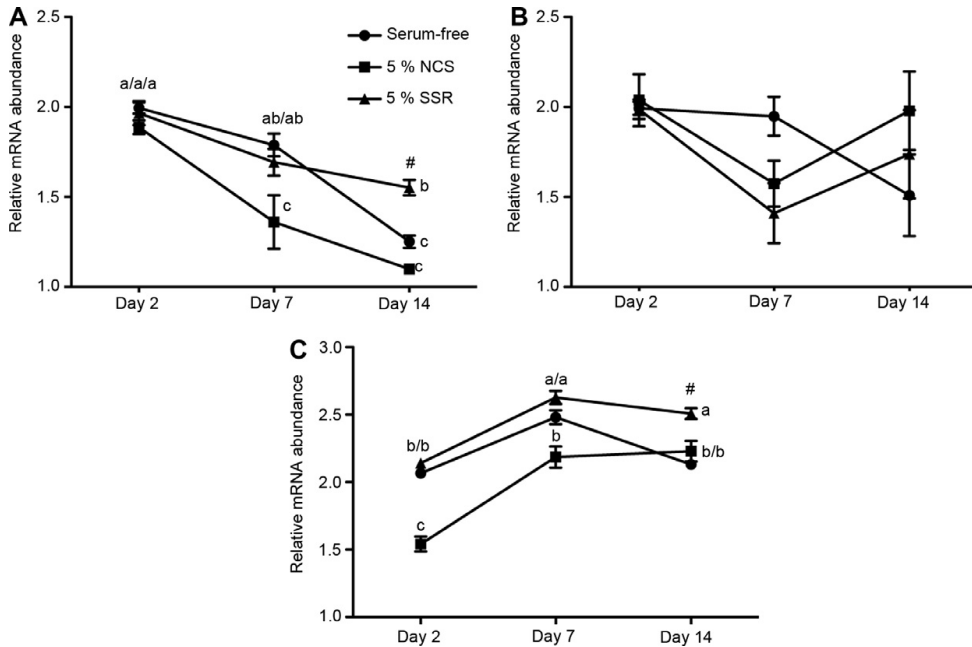 A
Relative mRNA abundance
2.5
2.0
1.5
1.0
Serum-free
5 % NCS
5 % SSR
a/a/a
ab/ab
c
#
b
c
c
Day 2
Day 7
Day 14
B
Relative mRNA abundance
2.5
2.0
1.5
1.0
Day 2
Day 7
Day 14
C
Relative mRNA abundance
3.0
2.5
2.0
1.5
1.0
a/a
#
a
b/b
b
b/b
c
Day 2
Day 7
Day 14